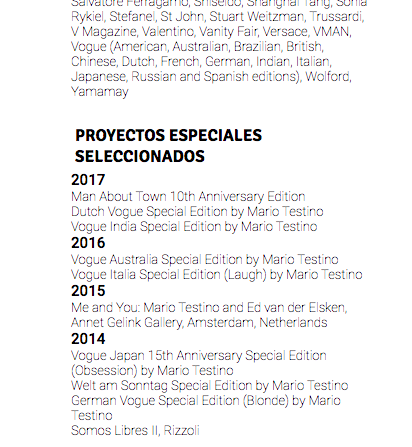 Salvatore Ferragamo, Shiseido, Shanghai Tang, Sonia
Rykiel, Stefanel, St John, Stuart Weitzman, Trussardi,
V Magazine, Valentino, Vanity Fair, Versace, VMAN,
Vogue (American, Australian, Brazilian, British,
Chinese, Dutch, French, German, Indian, Italian,
Japanese, Russian and Spanish editions), Wolford,
Yamamay
PROYECTOS ESPECIALES
SELECCIONADOS
2017
Man About Town 10th Anniversary Edition
Dutch Vogue Special Edition by Mario Testino
Vogue India Special Edition by Mario Testino
2016
Vogue Australia Special Edition by Mario Testino
Vogue Italia Special Edition (Laugh) by Mario Testino
2015
Me and You: Mario Testino and Ed van der Elsken,
Annet Gelink Gallery, Amsterdam, Netherlands
2014
Vogue Japan 15th Anniversary Special Edition
(Obsession) by Mario Testino
Welt am Sonntag Special Edition by Mario Testino
German Vogue Special Edition (Blonde) by Mario
Testino
Somos Libres II, Rizzoli